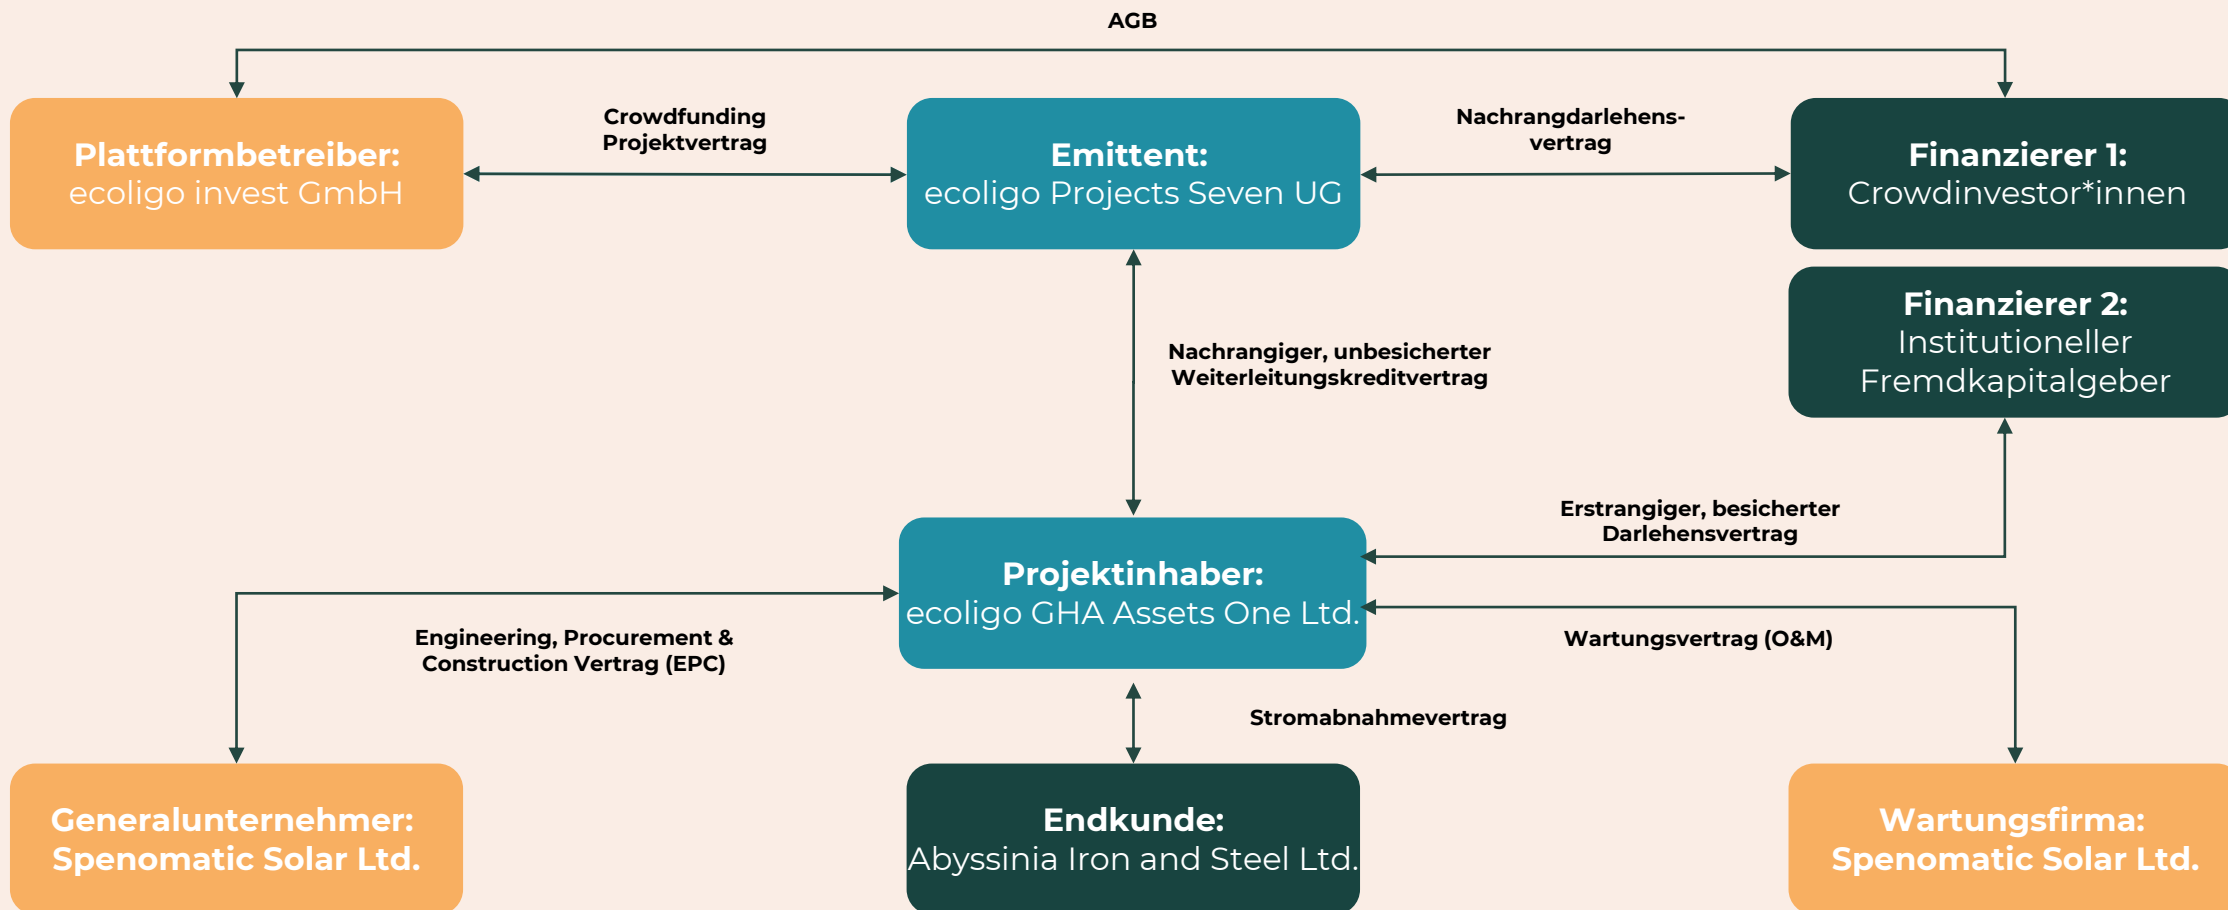 AGB
Plattformbetreiber:
ecoligo invest GmbH
Crowdfunding
Projektvertrag
Emittent:
ecoligo Projects Seven UG
Nachrangdarlehens-
vertrag
Finanzierer 1:
Crowdinvestor*innen
Finanzierer 2:
Institutioneller
Fremdkapitalgeber
Nachrangiger, unbesicherter
Weiterleitungskreditvertrag
Erstrangiger, besicherter
Darlehensvertrag
Projektinhaber:
ecoligo GHA Assets One Ltd.
Engineering, Procurement &
Construction Vertrag (EPC)
Wartungsvertrag (O&M)
Stromabnahmevertrag
Generalunternehmer:
Spenomatic Solar Ltd.
Endkunde:
Abyssinia Iron and Steel Ltd.
Wartungsfirma:
Spenomatic Solar Ltd.